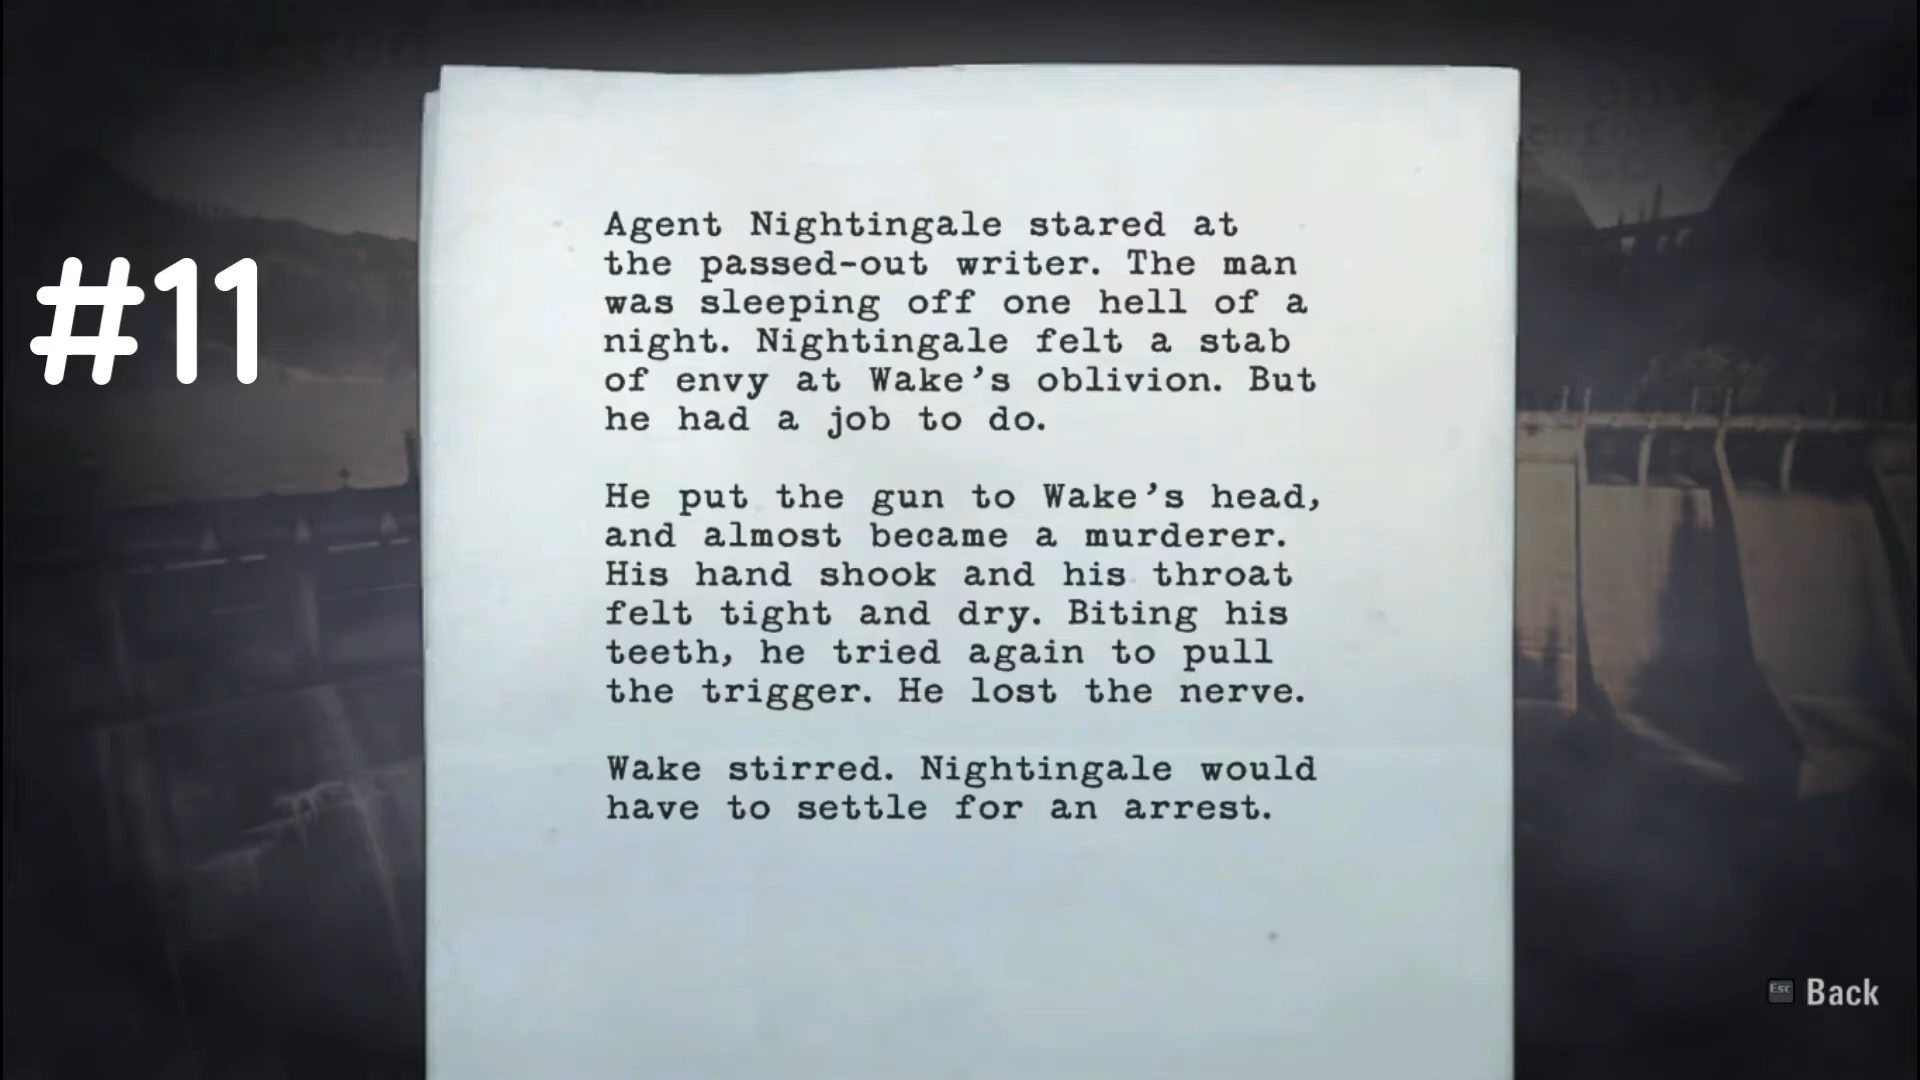 #11
Agent Nightingale stared at
the passed-out writer. The man
was sleeping off one hell of a
night. Nightingale felt a stab
of envy at Wake's oblivion. But
he had a job to do.
He put the gun to Wake's head,
and almost became a murderer.
His hand shook and his throat
felt tight and dry. Biting his
teeth, he tried again to pull
the trigger. He lost the nerve.
Wake stirred. Nightingale would
have to settle for an arrest.
Esc Back